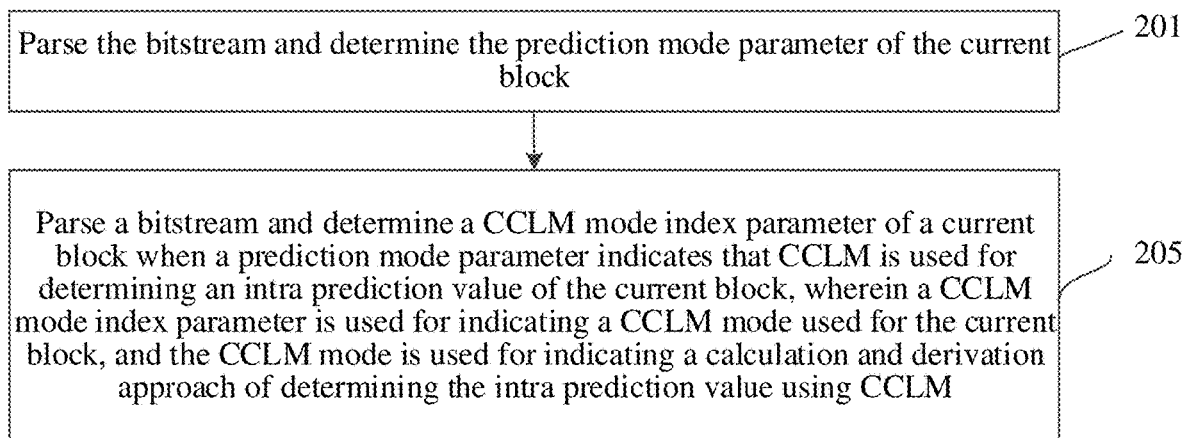 Parse the bitstream and determine the prediction mode parameter of the current
block
201
Parse a bitstream and determine a CCLM mode index parameter of a current
block when a prediction mode parameter indicates that CCLM is used for
determining an intra prediction value of the current block, wherein a CCLM
mode index parameter is used for indicating a CCLM mode used for the current
block, and the CCLM mode is used for indicating a calculation and derivation
approach of determining the intra prediction value using CCLM
205